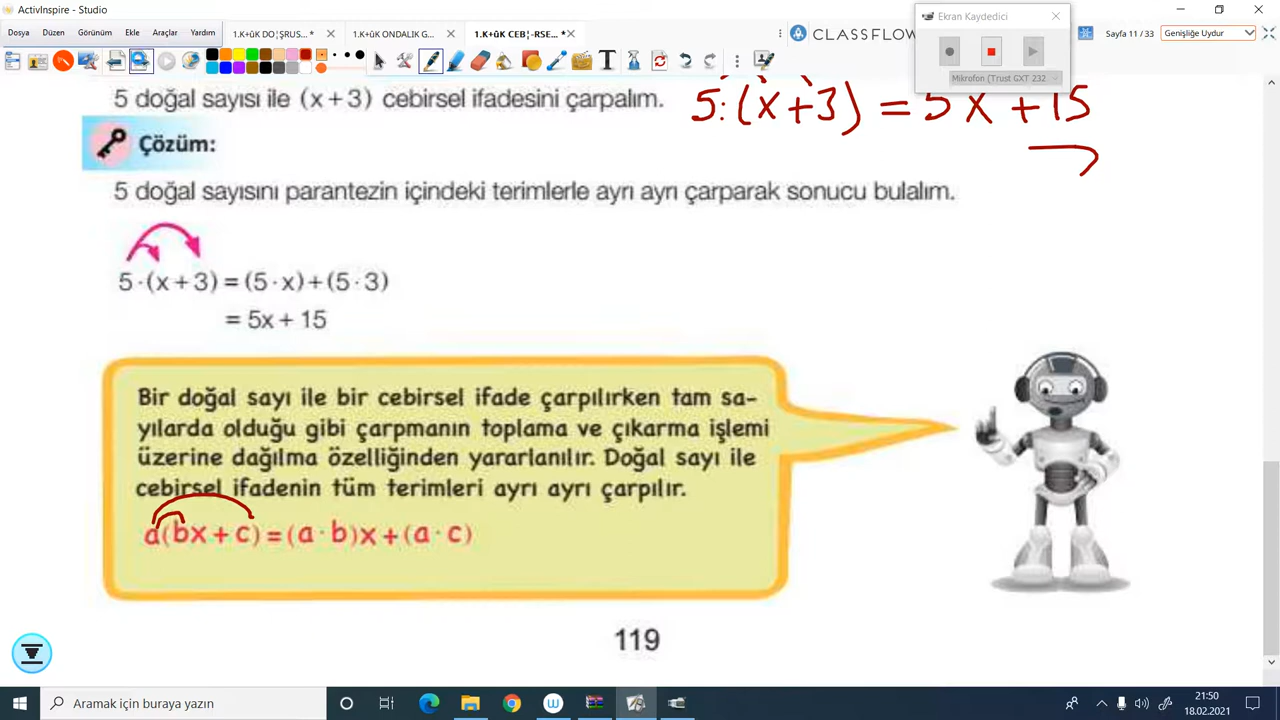 ActivInspire - Studio
Ekran Kaydedici
Dosya Düzen Görünüm Ekle Araçlar Yardım
1.K+ûK DO¦ŞRUS...*
1.K+ûK ANDALIK G...
1.K+ûK CEB¦-RSE...*
CLASSFLOW
Sayfa 11 / 33
Genişliğe Uydur
Mikrofon (Trust GXT 232
5 doğal sayısı ile (x + 3) cebirsel ifadesini çarpalım.
5.(x+3) = 5x+15
Çözüm:
5 doğal sayısını parantezin içindeki terimlerle ayrı ayrı çarparak sonucu bulalım.
5 · (x + 3) = (5 · x) + (5 · 3)
= 5x + 15
Bir doğal sayı ile bir cebirsel ifade çarpılırken tam sa-
yılarda olduğu gibi çarpmanın toplama ve çıkarma işlemi
üzerine dağılma özelliğinden yararlanılır. Doğal sayı ile
cebirsel ifadenin tüm terimleri ayrı ayrı çarpılır.
a(bx + c) = (a · b)x + (a · c)
119
Aramak için buraya yazın
21:50
18.02.2021